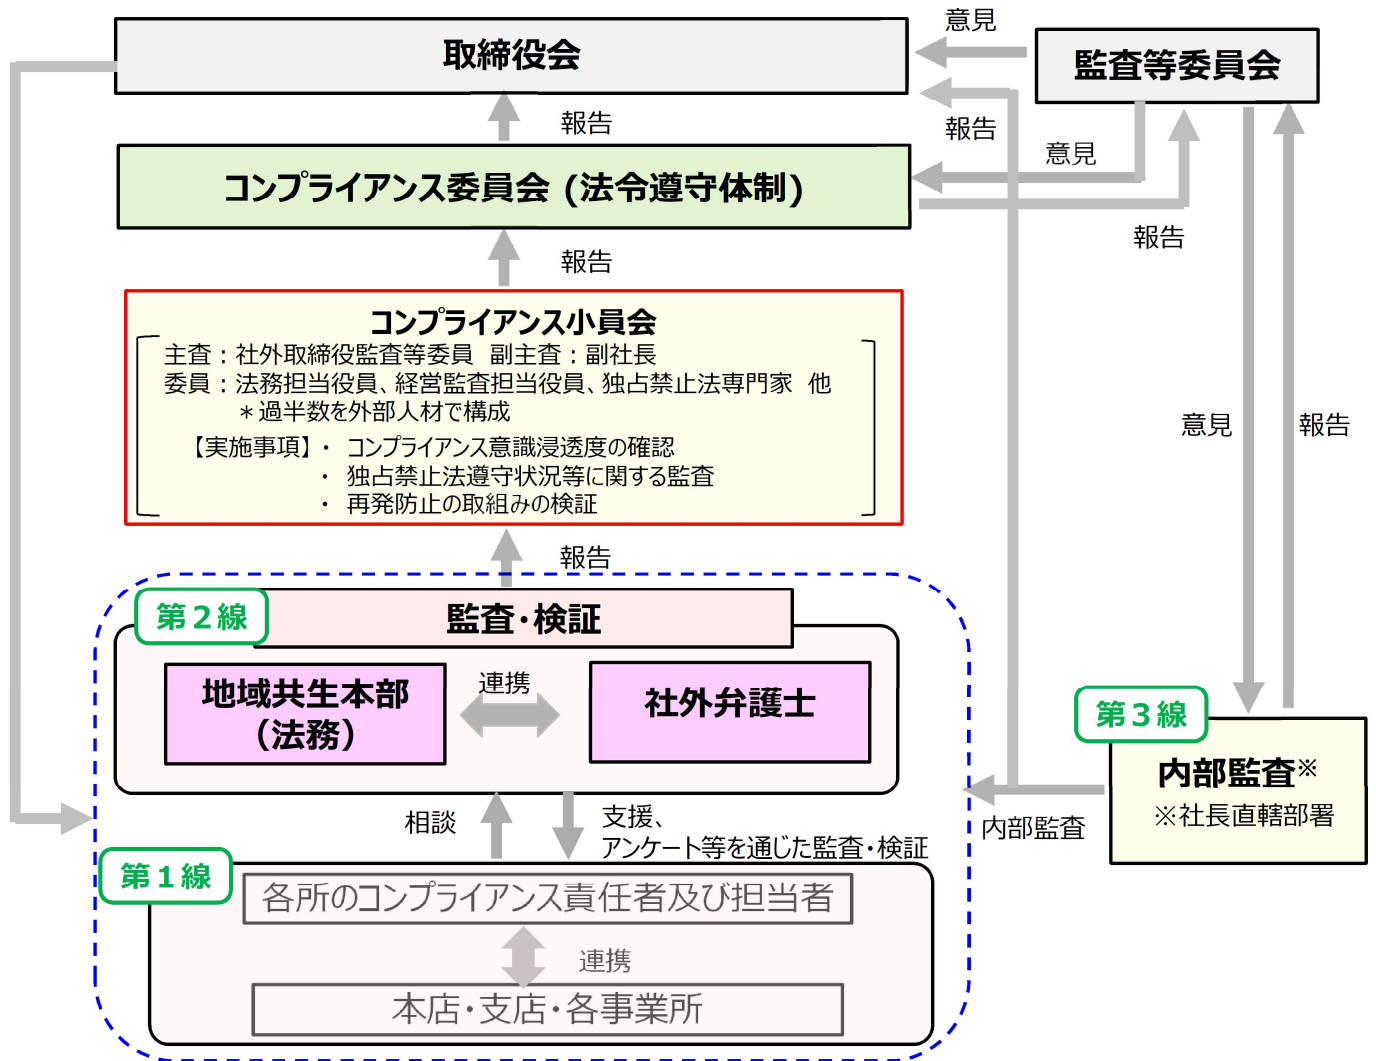 取締役会
意見
監査等委員会
報告
報告
コンプライアンス委員会 (法令遵守体制)
意見
報告
報告
コンプライアンス小員会
主査：社外取締役監査等委員　副主査：副社長
委員：法務担当役員、経営監査担当役員、独占禁止法専門家　他
＊過半数を外部人材で構成
【実施事項】・ コンプライアンス意識浸透度の確認
・ 独占禁止法遵守状況等に関する監査
・ 再発防止の取組みの検証
意見
報告
報告
第２線
監査・検証
地域共生本部
（法務）
連携
社外弁護士
第３線
内部監査※
※社長直轄部署
内部監査
相談
支援、
アンケート等を通じた監査・検証
第１線
各所のコンプライアンス責任者及び担当者
連携
本店・支店・各事業所